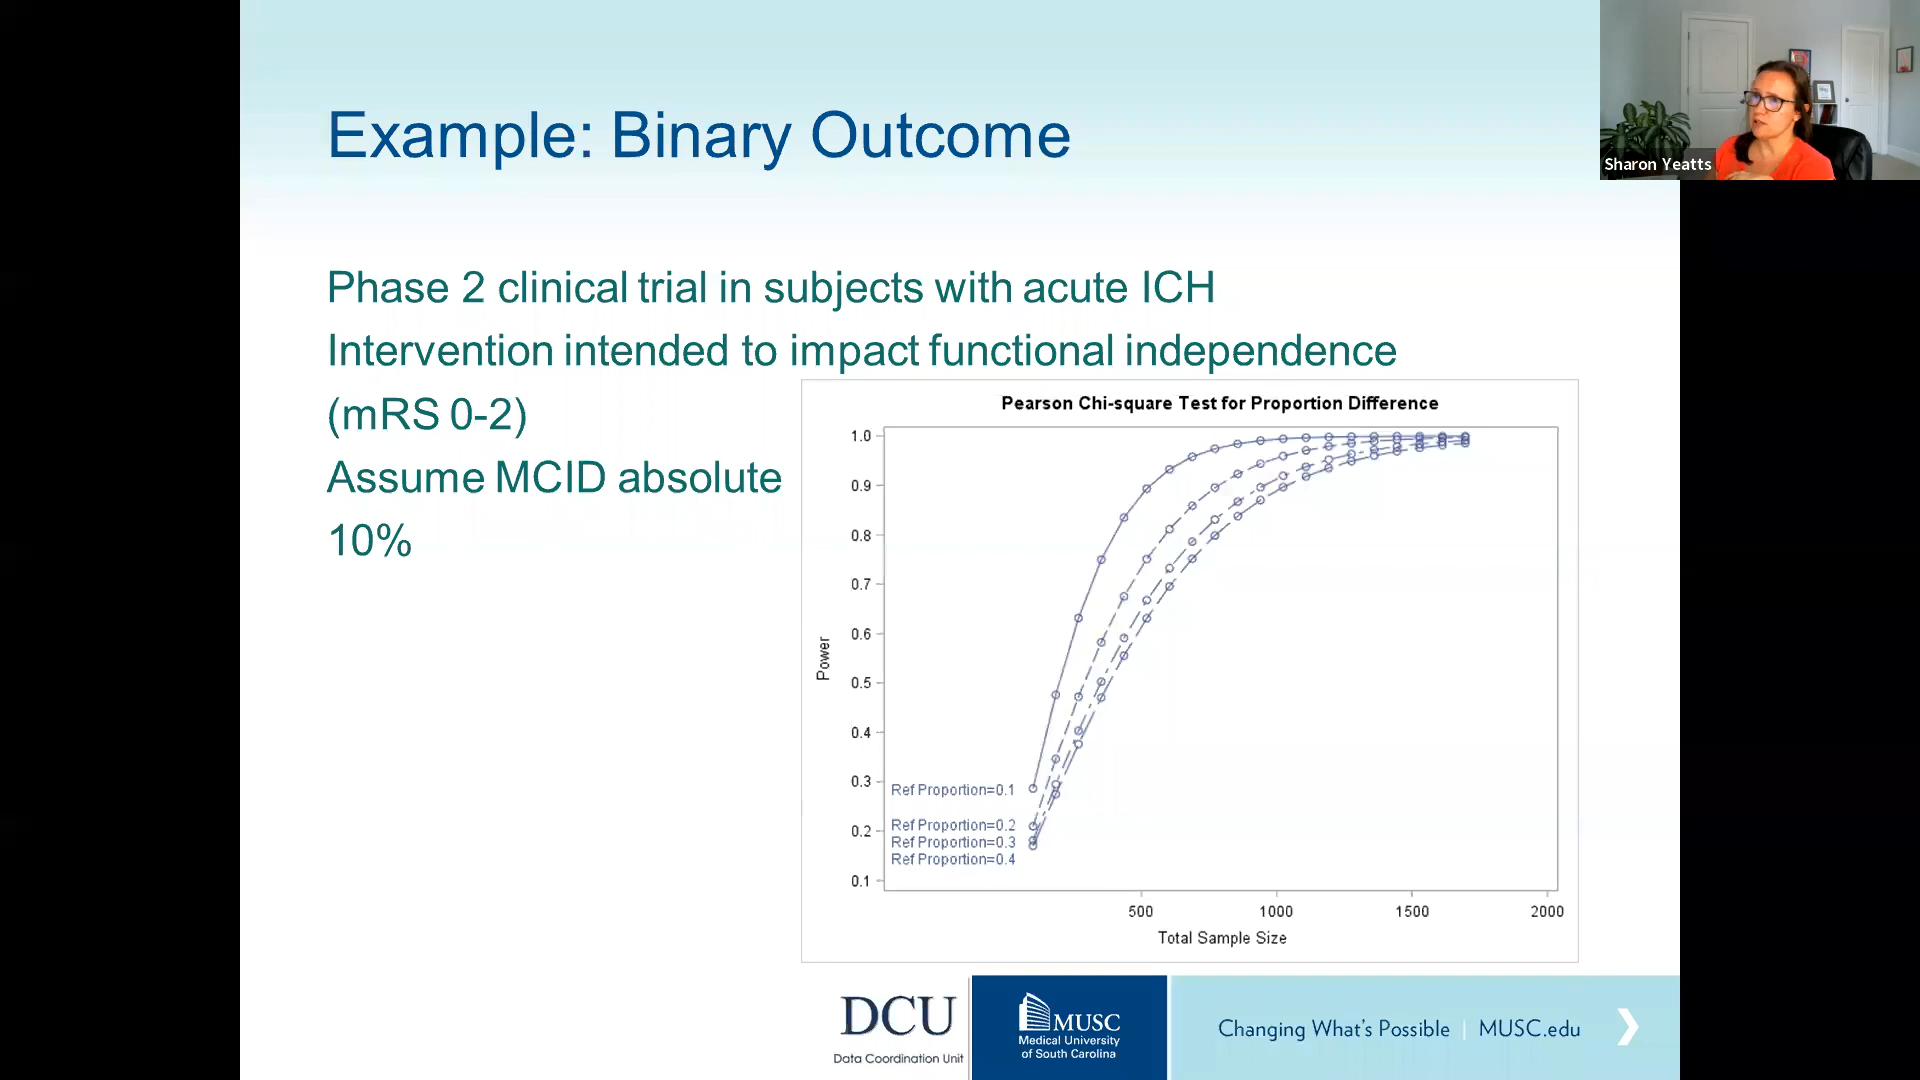 Example: Binary Outcome
Sharon Yeatts
Phase 2 clinical trial in subjects with acute ICH
Intervention intended to impact functional independence
(mRS 0-2)
Assume MCID absolute
10%
Pearson Chi-square Test for Proportion Difference
1.0
0.9
0.8
0.7
0.6
0.5
0.4
0.3
0.2
0.1
Power
Ref Proportion=0.1
Ref Proportion=0.2
Ref Proportion=0.3
Ref Proportion=0.4
500 1000 1500 2000
Total Sample Size
DCU
Data Coordination Unit
MUSC
Medical University
of South Carolina
Changing What's Possible | MUSC.edu